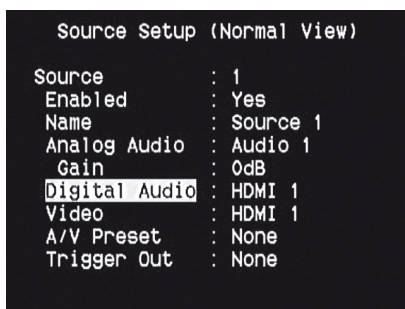 Source Setup (Normal View)
Source : 1
Enabled : Yes
Name : Source 1
Analog Audio : Audio 1
Gain : 0dB
Digital Audio : HDMI 1
Video : HDMI 1
A/V Preset : None
Trigger Out : None